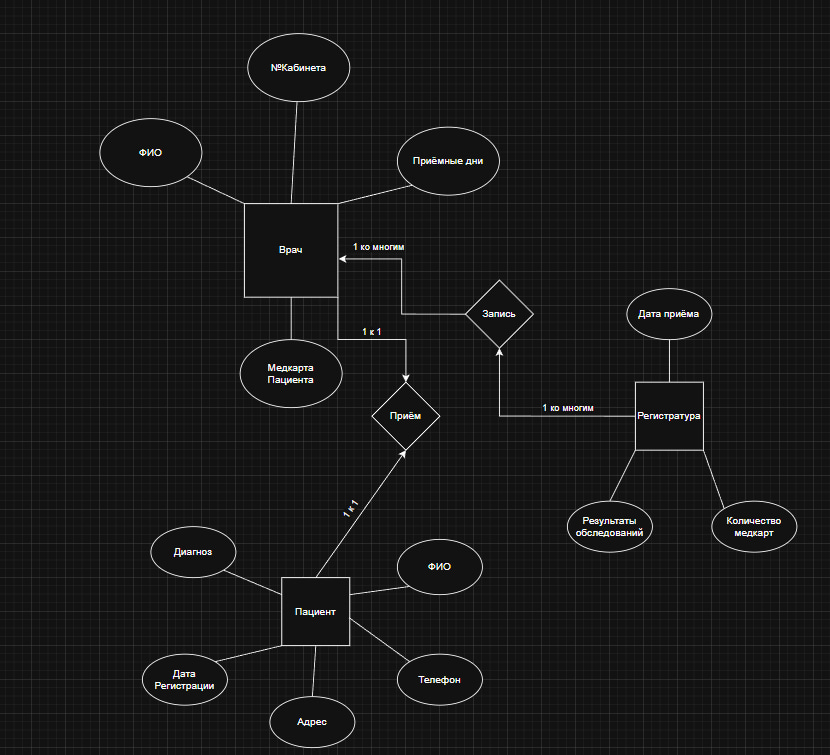 №Кабинета
ФИО
Приёмные дни
Врач
1 ко многим
Запись
Дата приёма
1 к 1
Медкарта
Пациента
Приём
1 ко многим
Регистратура
1 к 1
Результаты
обследований
Количество
медкарт
Диагноз
ФИО
Пациент
Дата
Регистрации
Телефон
Адрес